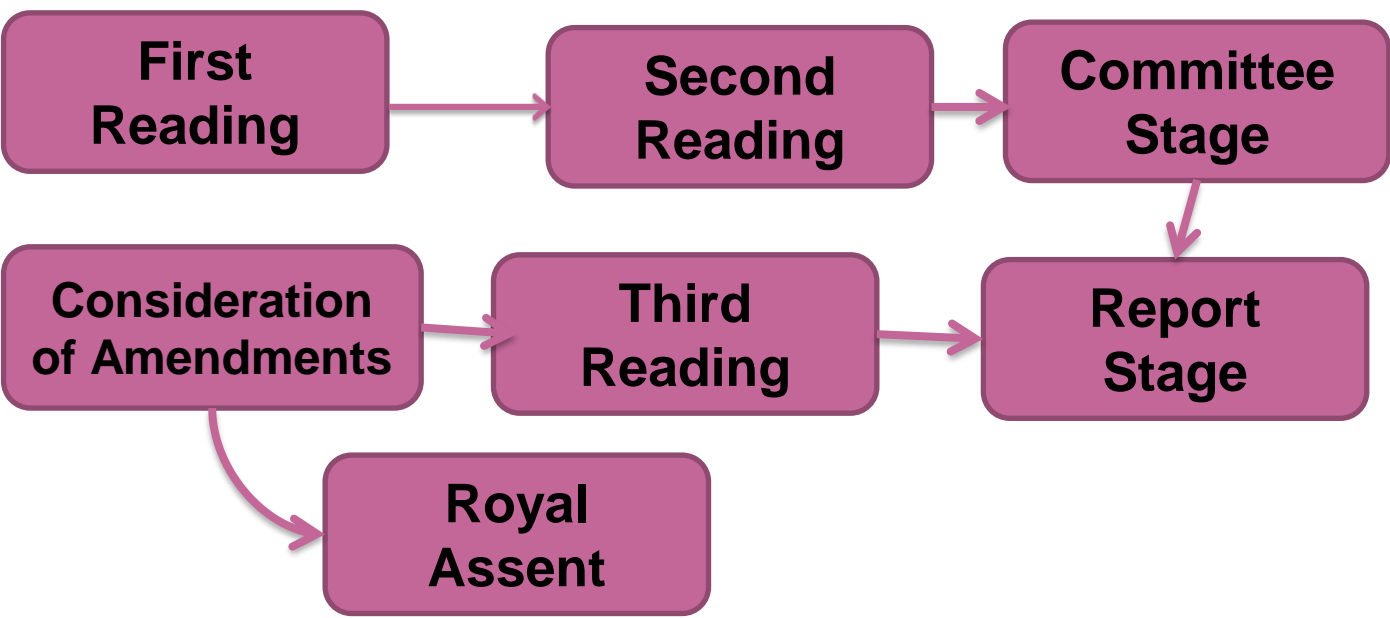 First
Reading
Second
Reading
Committee
Stage
Consideration
of Amendments
Third
Reading
Report
Stage
Royal
Assent